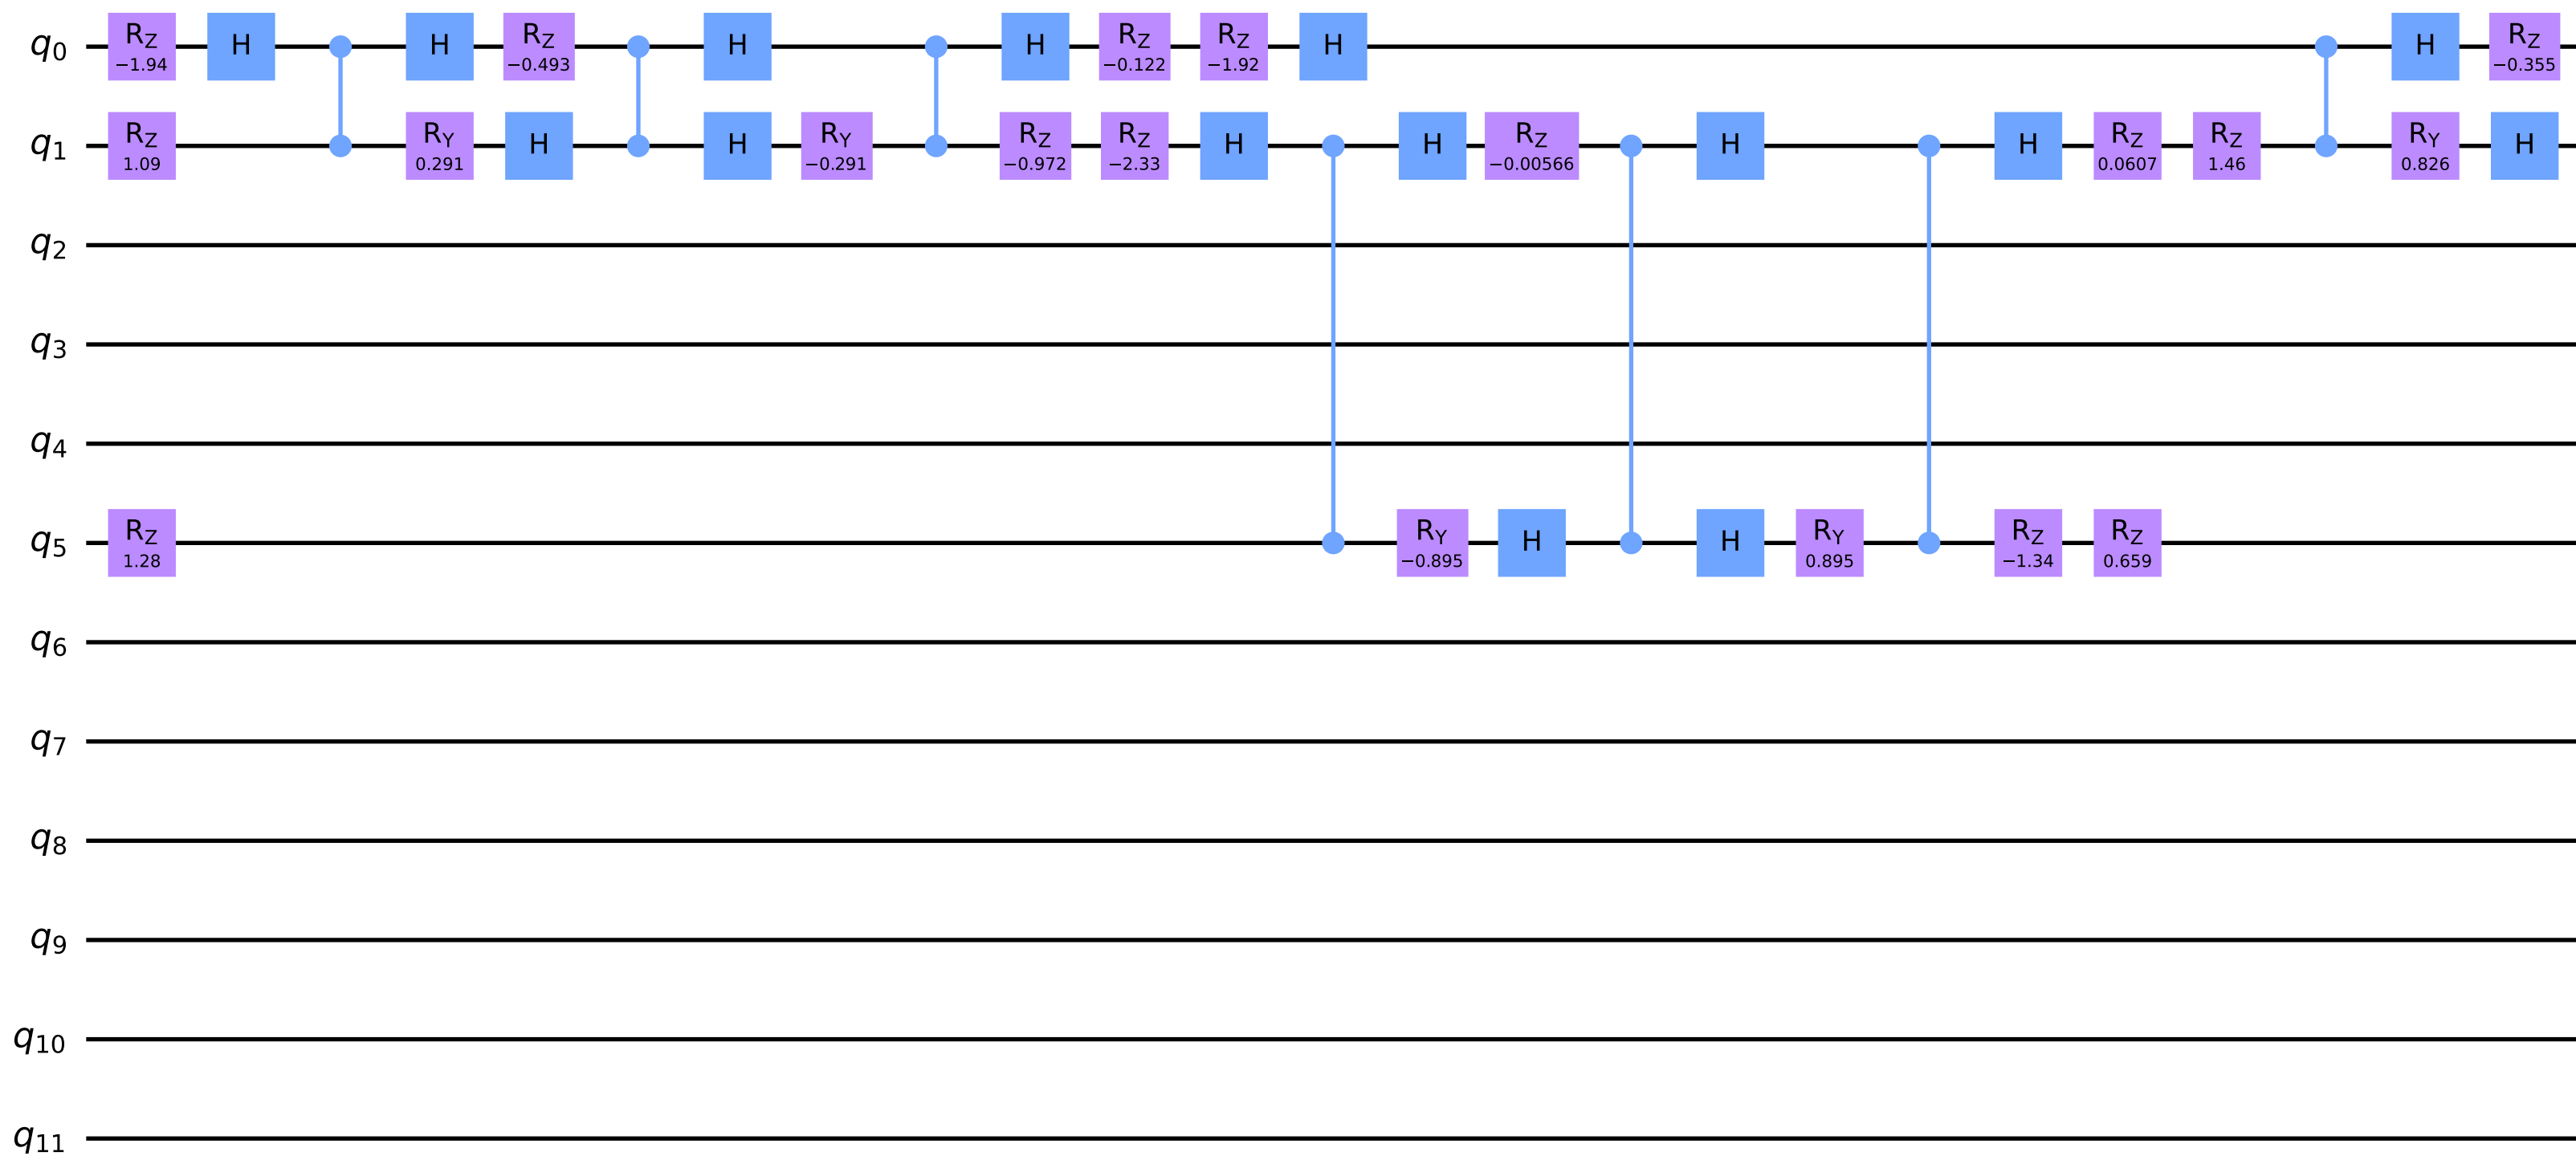 q0 RZ −1.94 H H RZ −0.493 H H RZ −0.122 RZ −1.92 H H RZ −0.355
q1 RZ 1.09 RY 0.291 H H RY −0.291 RZ −0.972 RZ −2.33 H H RZ −0.00566 H H RZ 0.0607 RZ 1.46 RY 0.826 H
q2
q3
q4
q5 RZ 1.28 RY −0.895 H H RY 0.895 RZ −1.34 RZ 0.659
q6
q7
q8
q9
q10
q11